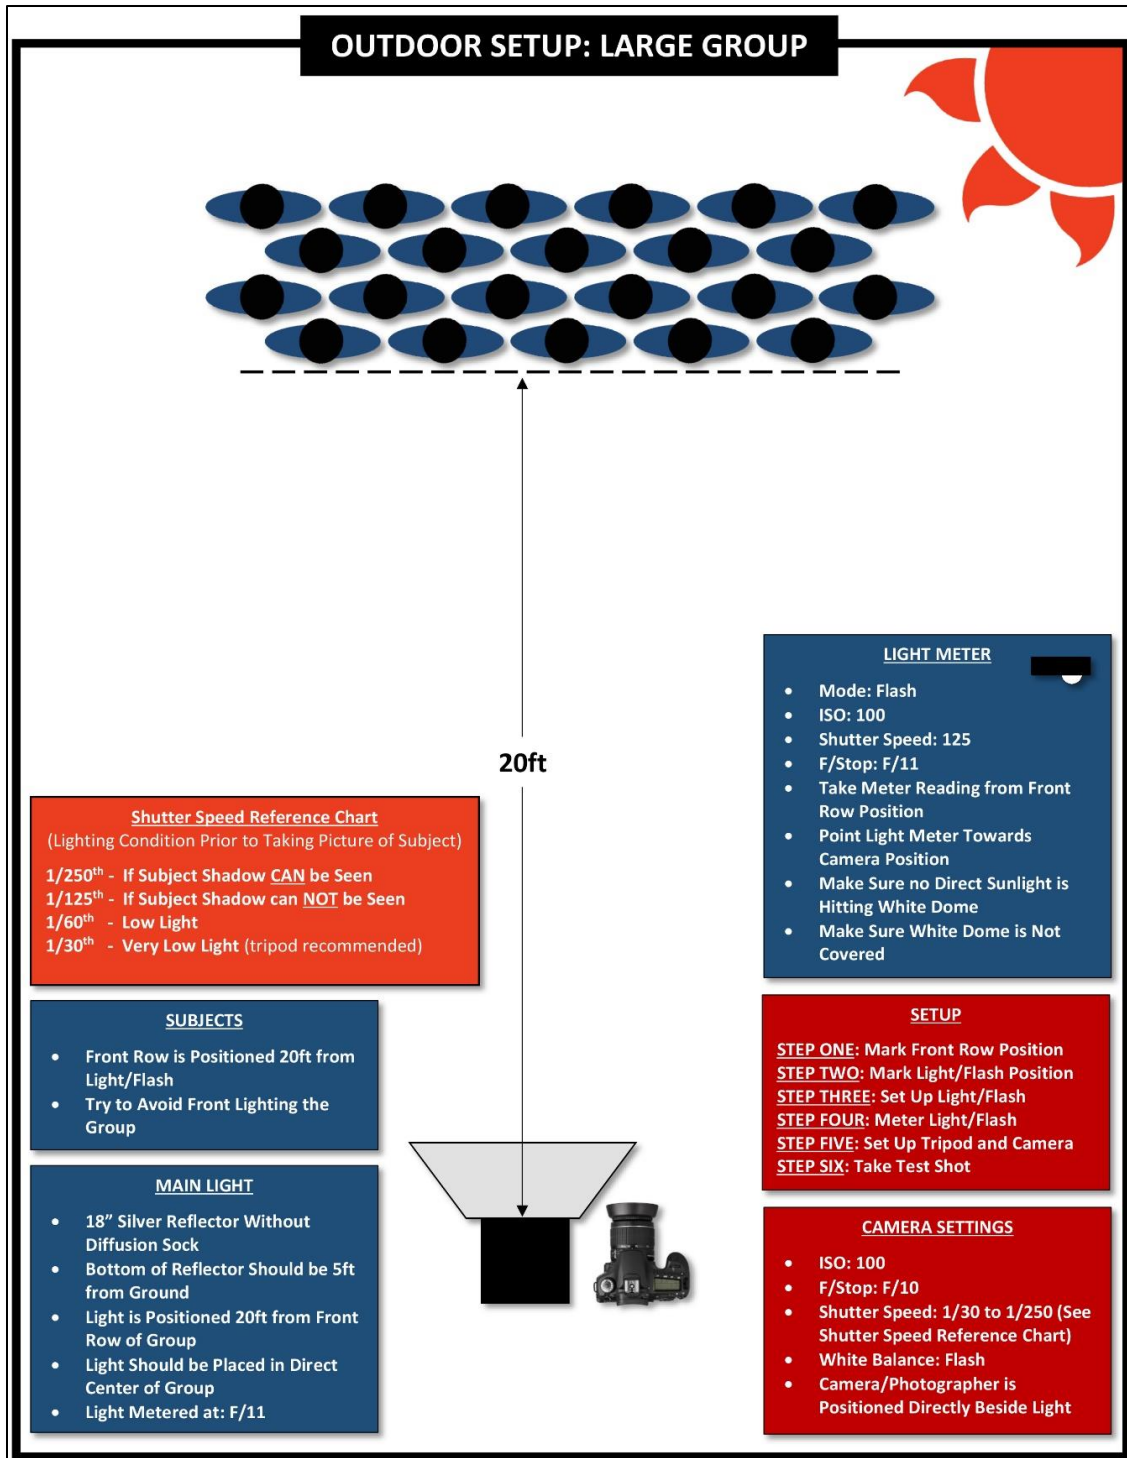 OUTDOOR SETUP: LARGE GROUP
20ft
LIGHT METER
• Mode: Flash
• ISO: 100
• Shutter Speed: 125
• F/Stop: F/11
• Take Meter Reading from Front
Row Position
• Point Light Meter Towards
Camera Position
• Make Sure no Direct Sunlight is
Hitting White Dome
• Make Sure White Dome is Not
Covered
Shutter Speed Reference Chart
(Lighting Condition Prior to Taking Picture of Subject)
1/250th - If Subject Shadow CAN be Seen
1/125th - If Subject Shadow can NOT be Seen
1/60th - Low Light
1/30th - Very Low Light (tripod recommended)
SUBJECTS
• Front Row is Positioned 20ft from
Light/Flash
• Try to Avoid Front Lighting the
Group
SETUP
STEP ONE: Mark Front Row Position
STEP TWO: Mark Light/Flash Position
STEP THREE: Set Up Light/Flash
STEP FOUR: Meter Light/Flash
STEP FIVE: Set Up Tripod and Camera
STEP SIX: Take Test Shot
MAIN LIGHT
• 18” Silver Reflector Without
Diffusion Sock
• Bottom of Reflector Should be 5ft
from Ground
• Light is Positioned 20ft from Front
Row of Group
• Light Should be Placed in Direct
Center of Group
• Light Metered at: F/11
CAMERA SETTINGS
• ISO: 100
• F/Stop: F/10
• Shutter Speed: 1/30 to 1/250 (See
Shutter Speed Reference Chart)
• White Balance: Flash
• Camera/Photographer is
Positioned Directly Beside Light